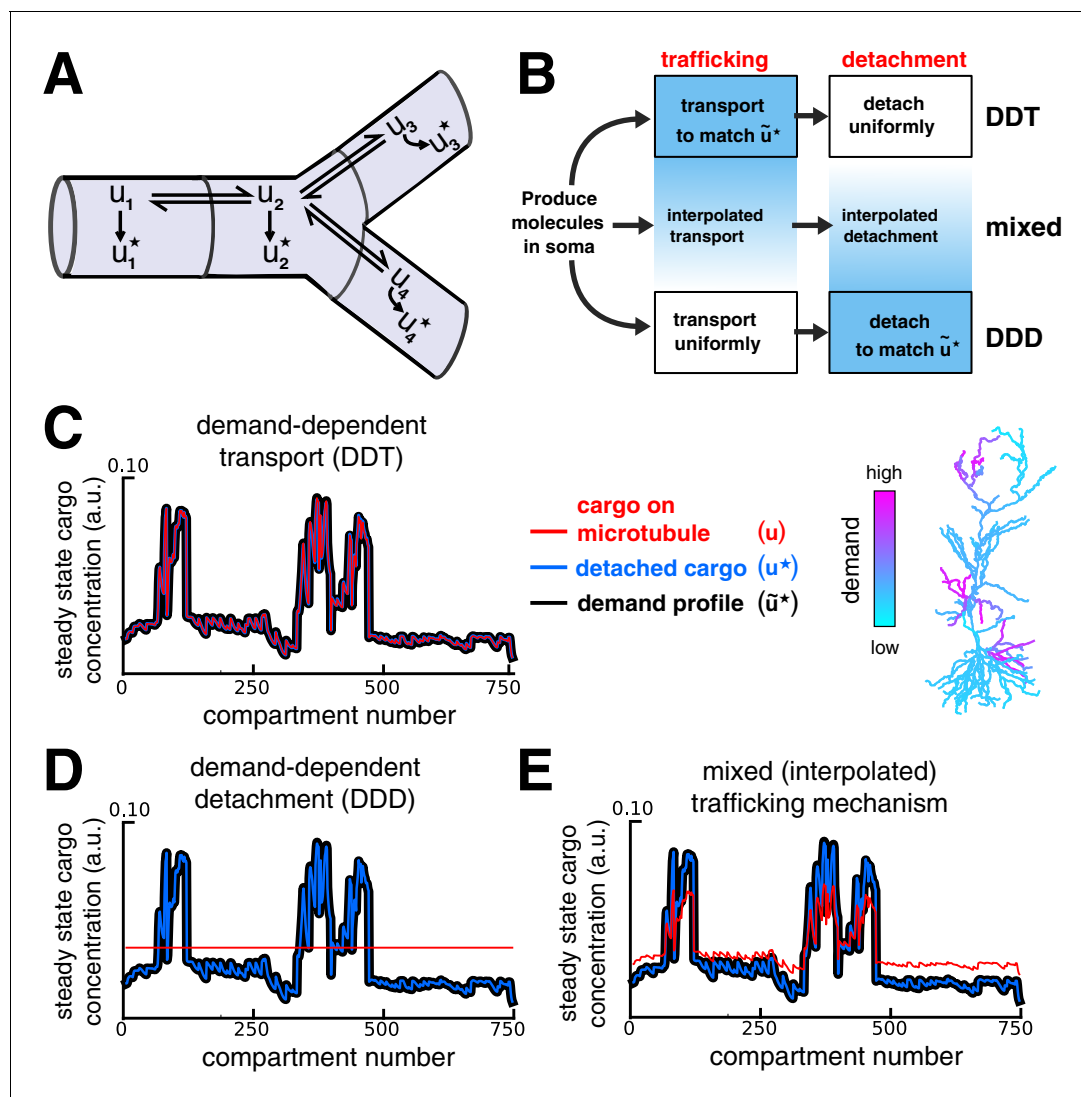 A
u1 u2 u3 u3★
u1★ u2★
u4
u4★
B
trafficking detachment
transport to match ũ★
detach uniformly
DDT
Produce molecules in soma
interpolated transport
interpolated detachment
mixed
transport uniformly
detach to match ũ★
DDD
C
demand-dependent
transport (DDT)
0.10
steady state cargo
concentration (a.u.)
0 250 500 750
compartment number
cargo on
microtubule (u)
detached cargo (u★)
demand profile (ũ★)
high
demand
low
D
demand-dependent
detachment (DDD)
0.10
steady state cargo
concentration (a.u.)
0 250 500 750
compartment number
E
mixed (interpolated)
trafficking mechanism
0.10
steady state cargo
concentration (a.u.)
0 250 500 750
compartment number